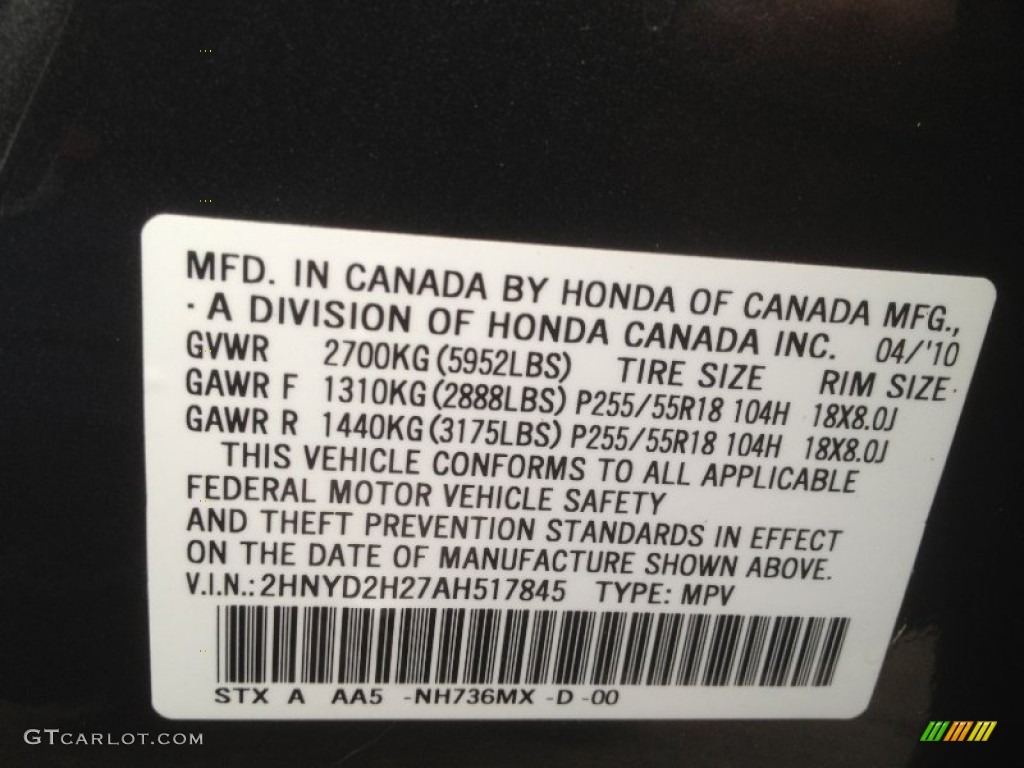 MFD. IN CANADA BY HONDA OF CANADA MFG.,
· A DIVISION OF HONDA CANADA INC. 04/'10
GVWR 2700KG (5952LBS) TIRE SIZE RIM SIZE
GAWR F 1310KG (2888LBS) P255/55R18 104H 18X8.0J
GAWR R 1440KG (3175LBS) P255/55R18 104H 18X8.0J
THIS VEHICLE CONFORMS TO ALL APPLICABLE
FEDERAL MOTOR VEHICLE SAFETY
AND THEFT PREVENTION STANDARDS IN EFFECT
ON THE DATE OF MANUFACTURE SHOWN ABOVE.
V.I.N.: 2HNYD2H27AH517845 TYPE: MPV
STX A AA5 -NH736MX -D -00
GTCARLOT.COM